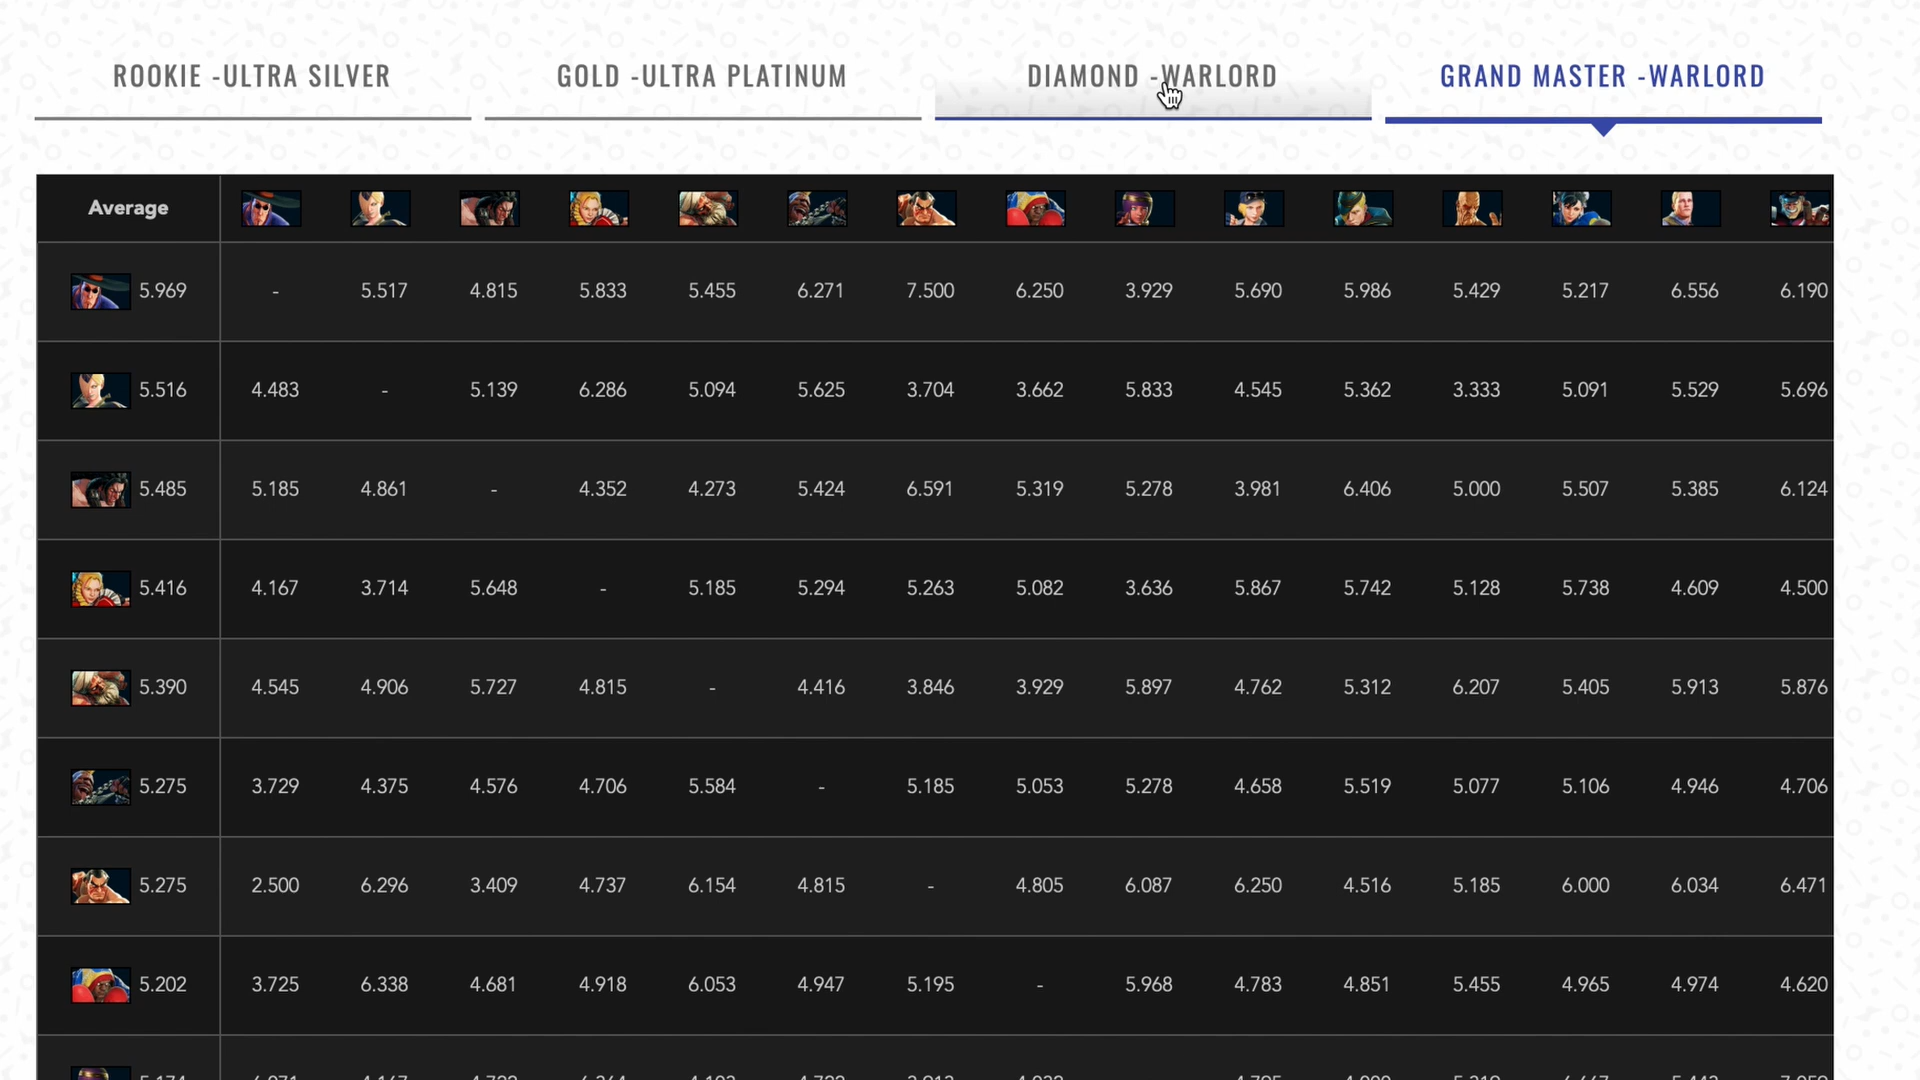 ROOKIE -ULTRA SILVER GOLD -ULTRA PLATINUM DIAMOND -WARLORD GRAND MASTER -WARLORD
Average
5.969 - 5.517 4.815 5.833 5.455 6.271 7.500 6.250 3.929 5.690 5.986 5.429 5.217 6.556 6.190
5.516 4.483 - 5.139 6.286 5.094 5.625 3.704 3.662 5.833 4.545 5.362 3.333 5.091 5.529 5.696
5.485 5.185 4.861 - 4.352 4.273 5.424 6.591 5.319 5.278 3.981 6.406 5.000 5.507 5.385 6.124
5.416 4.167 3.714 5.648 - 5.185 5.294 5.263 5.082 3.636 5.867 5.742 5.128 5.738 4.609 4.500
5.390 4.545 4.906 5.727 4.815 - 4.416 3.846 3.929 5.897 4.762 5.312 6.207 5.405 5.913 5.876
5.275 3.729 4.375 4.576 4.706 5.584 - 5.185 5.053 5.278 4.658 5.519 5.077 5.106 4.946 4.706
5.275 2.500 6.296 3.409 4.737 6.154 4.815 - 4.805 6.087 6.250 4.516 5.185 6.000 6.034 6.471
5.202 3.725 6.338 4.681 4.918 6.053 4.947 5.195 - 5.968 4.783 4.851 5.455 4.965 4.974 4.620